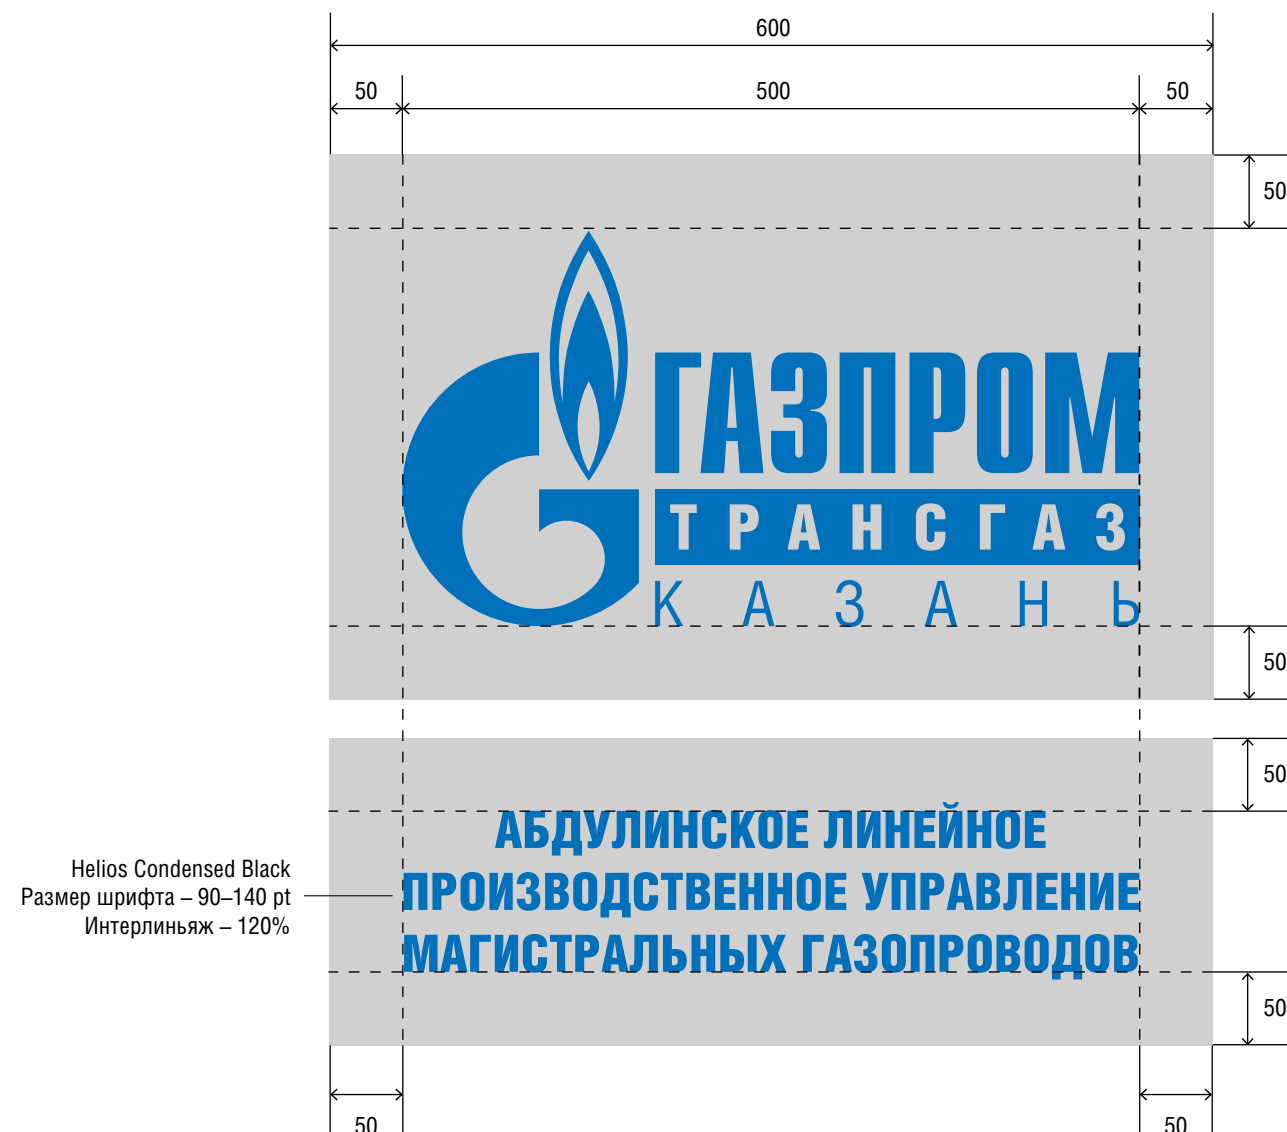 600
50 500 50
50
ГАЗПРОМ
ТРАНСГАЗ
КАЗАНЬ
50
50
АБДУЛИНСКОЕ ЛИНЕЙНОЕ
ПРОИЗВОДСТВЕННОЕ УПРАВЛЕНИЕ
МАГИСТРАЛЬНЫХ ГАЗОПРОВОДОВ
Helios Condensed Black
Размер шрифта – 90–140 pt
Интерлиньяж – 120%
50
50 50